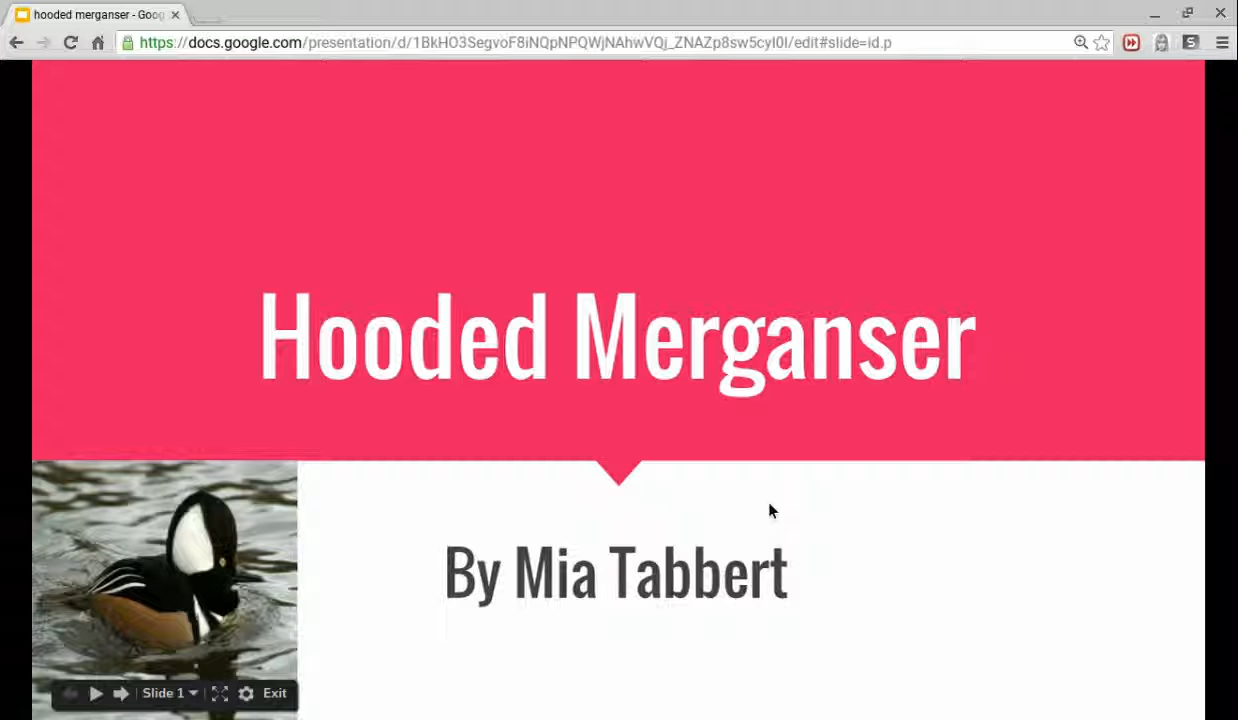 hooded merganser - Goog
https://docs.google.com/presentation/d/1BkHO3SegvoF8iNQpNPQWjNAhwVQj_ZNAZp8sw5cyI0I/edit#slide=id.p
S
Hooded Merganser
By Mia Tabbert
Slide 1
Exit